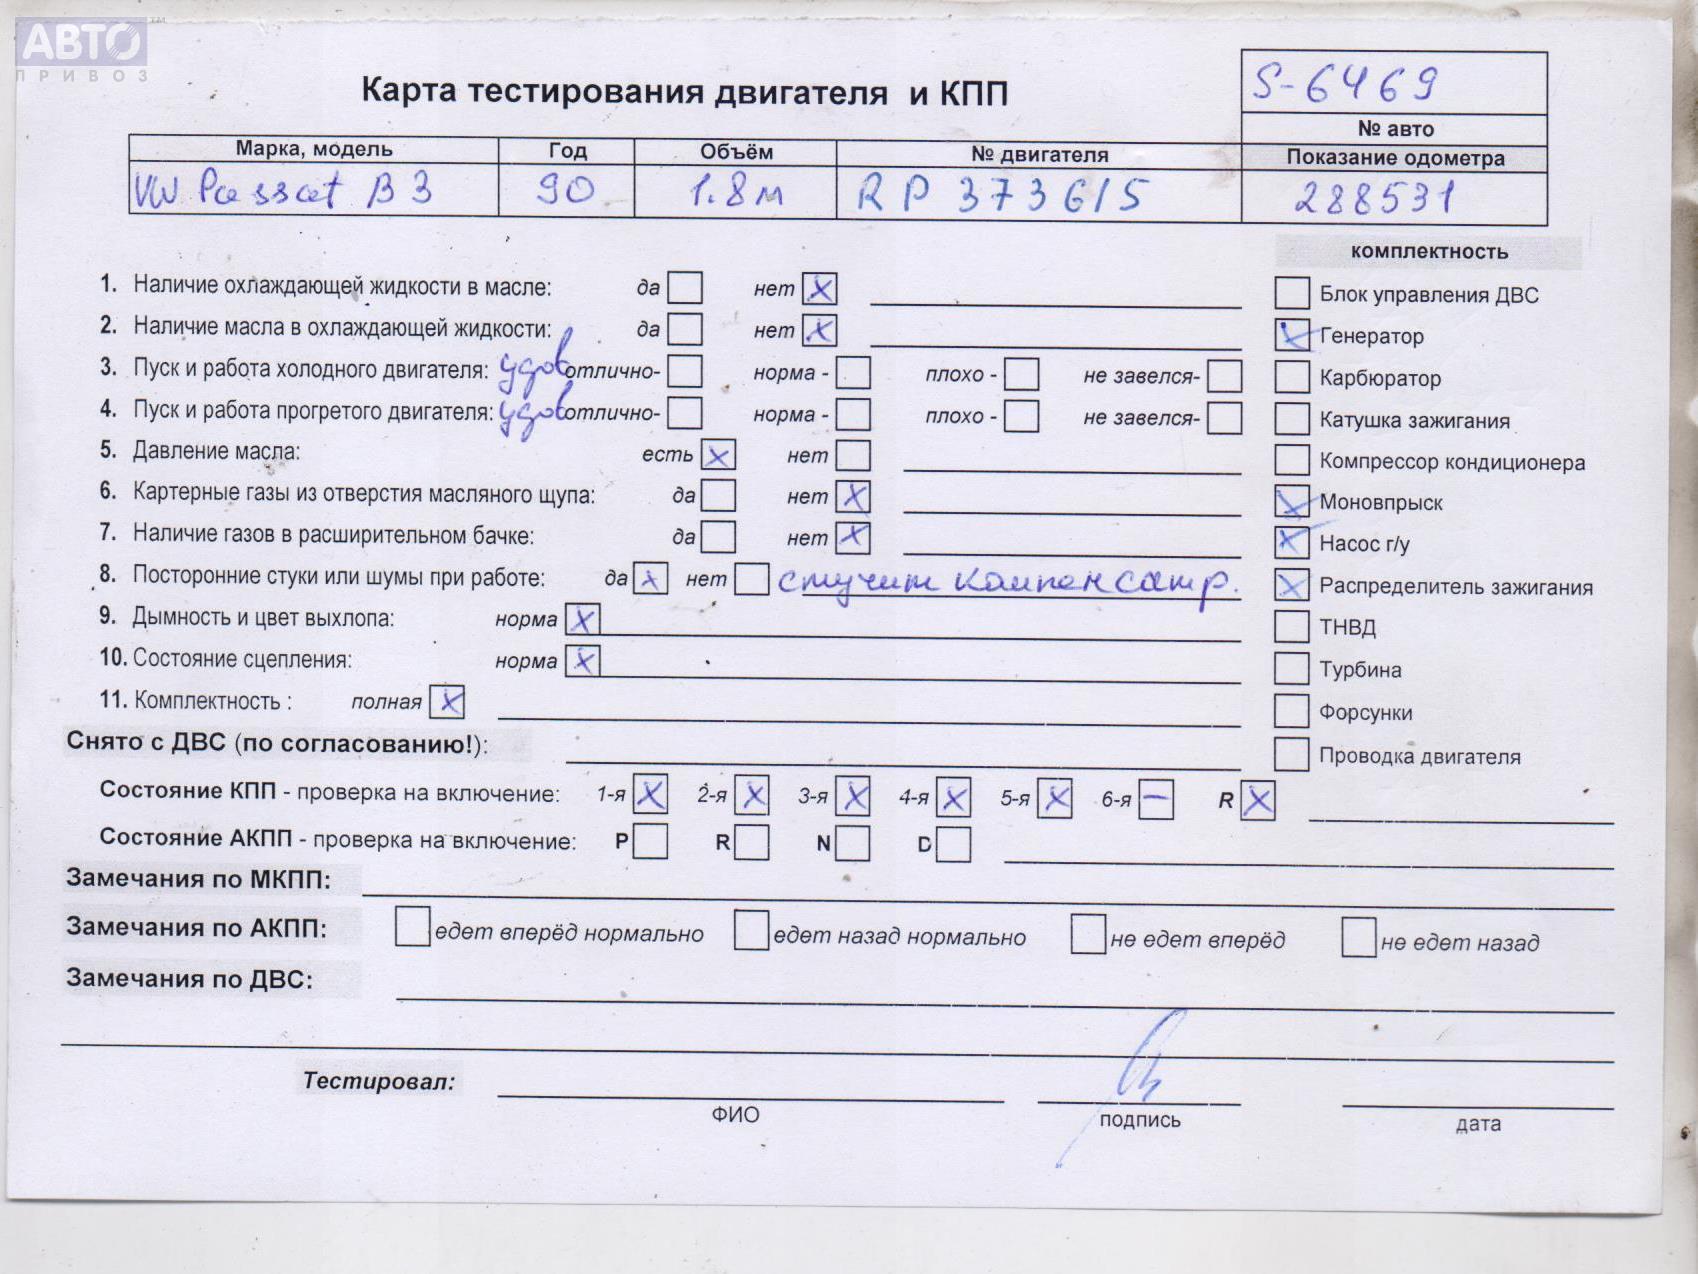 АВТО
ПРИВОЗ
Карта тестирования двигателя и КПП
S-6469
№ авто
Марка, модель Год Объём № двигателя Показание одометра
VW Passat B3 90 1.8м RP 373615 288531
комплектность
1. Наличие охлаждающей жидкости в масле: да нет X
Блок управления ДВС
2. Наличие масла в охлаждающей жидкости: да нет X
X Генератор
3. Пуск и работа холодного двигателя: удов отлично- норма - плохо - не завелся-
Карбюратор
4. Пуск и работа прогретого двигателя: удов отлично- норма - плохо - не завелся-
Катушка зажигания
5. Давление масла: есть X нет
Компрессор кондиционера
6. Картерные газы из отверстия масляного щупа: да нет X
X Моновпрыск
7. Наличие газов в расширительном бачке: да нет X
X Насос г/у
8. Посторонние стуки или шумы при работе: да X нет стучит компенсатр.
X Распределитель зажигания
9. Дымность и цвет выхлопа: норма X
ТНВД
10. Состояние сцепления: норма X
Турбина
11. Комплектность : полная X
Форсунки
Снято с ДВС (по согласованию!):
Проводка двигателя
Состояние КПП - проверка на включение: 1-я X 2-я X 3-я X 4-я X 5-я X 6-я — R X
Состояние АКПП - проверка на включение: P R N D
Замечания по МКПП:
Замечания по АКПП: едет вперёд нормально едет назад нормально не едет вперёд не едет назад
Замечания по ДВС:
Тестировал:
ФИО подпись дата